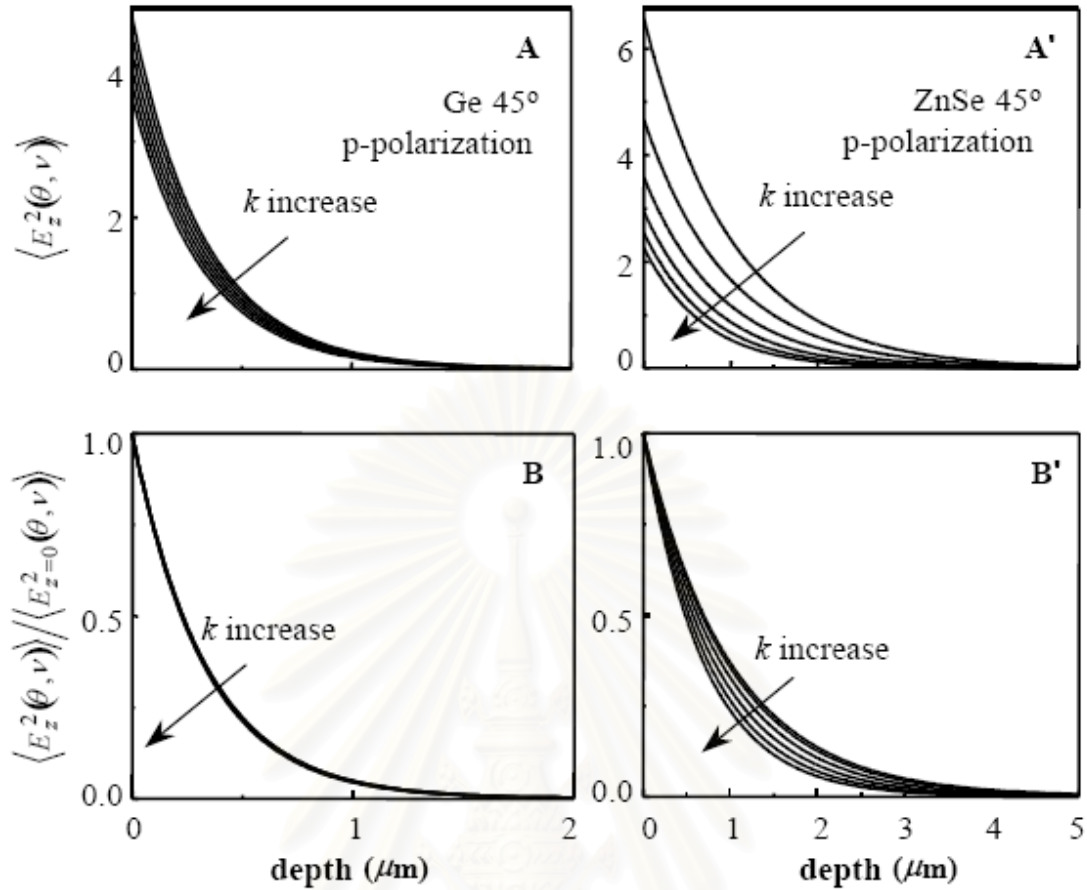 A
Ge 45°
p-polarization
k increase
4
2
0
⟨E_z^2(θ,ν)⟩
A'
ZnSe 45°
p-polarization
k increase
6
4
2
0
B
k increase
1.0
0.5
0.0
⟨E_z^2(θ,ν)⟩/⟨E_{z=0}^2(θ,ν)⟩
0 1 2
depth (μm)
B'
k increase
1.0
0.5
0.0
0 1 2 3 4 5
depth (μm)